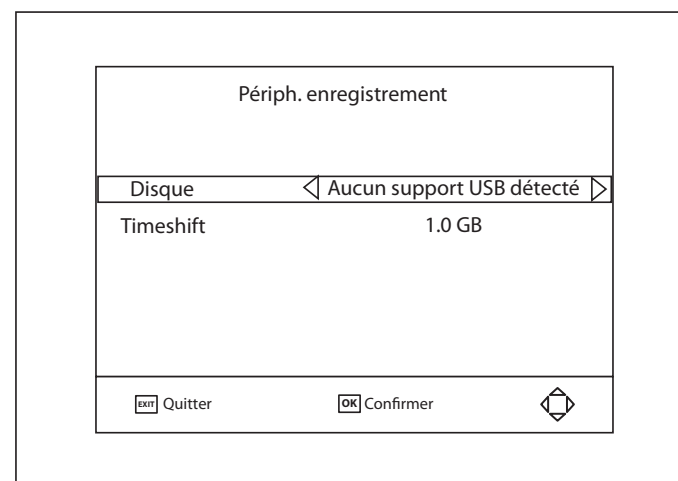 Périph. enregistrement
Disque Aucun support USB détecté
Timeshift 1.0 GB
EXIT Quitter OK Confirmer